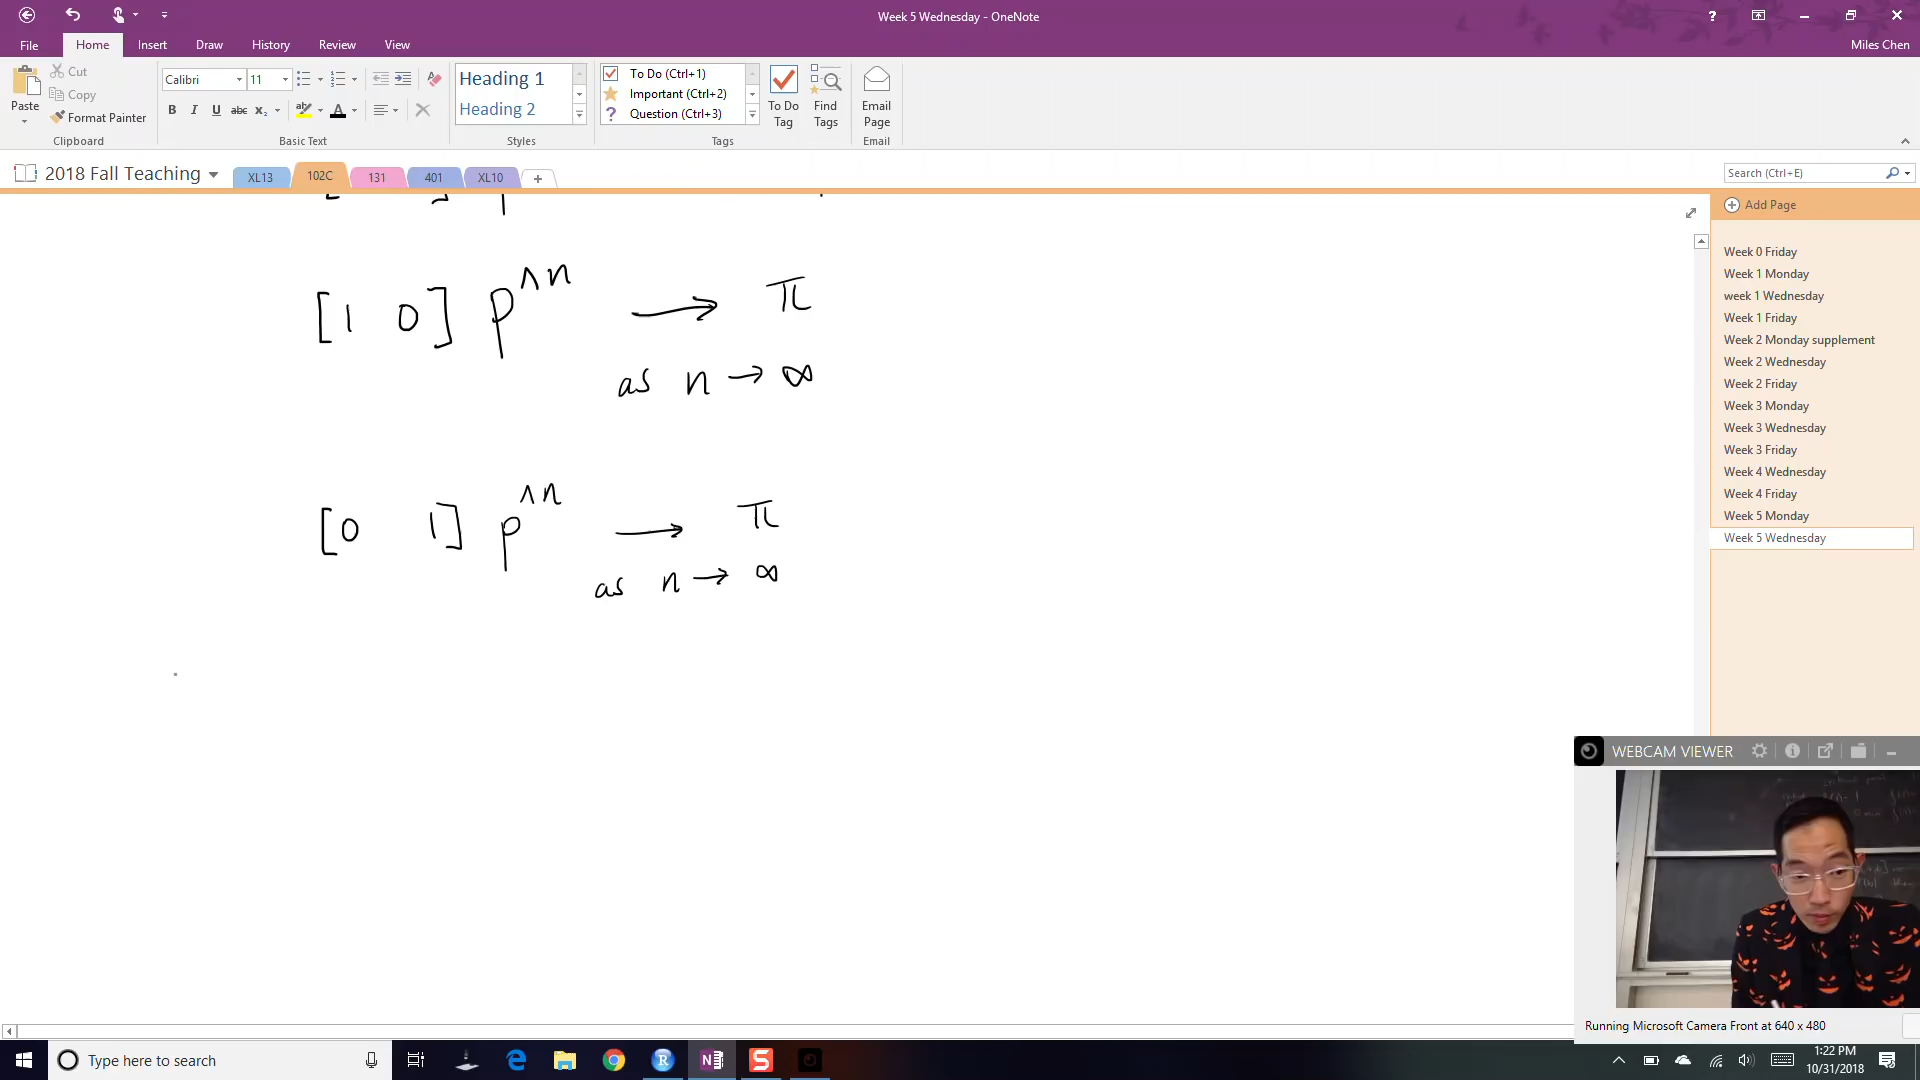 Week 5 Wednesday - OneNote
?
File
Home
Insert
Draw
History
Review
View
Miles Chen
Paste
Cut
Copy
Format Painter
Clipboard
Calibri
11
B I U abc x₂
A
Basic Text
Heading 1
Heading 2
Styles
To Do (Ctrl+1)
Important (Ctrl+2)
? Question (Ctrl+3)
Tags
To Do
Tag
Find
Tags
Email
Page
Email
2018 Fall Teaching
XL13
102C
131
401
XL10
+
Search (Ctrl+E)
Add Page
Week 0 Friday
Week 1 Monday
week 1 Wednesday
Week 1 Friday
Week 2 Monday supplement
Week 2 Wednesday
Week 2 Friday
Week 3 Monday
Week 3 Wednesday
Week 3 Friday
Week 4 Wednesday
Week 4 Friday
Week 5 Monday
Week 5 Wednesday
[1 0] p^n → π
as n → ∞
[0 1] p^n → π
as n → ∞
WEBCAM VIEWER
Running Microsoft Camera Front at 640 x 480
Type here to search
1:22 PM
10/31/2018